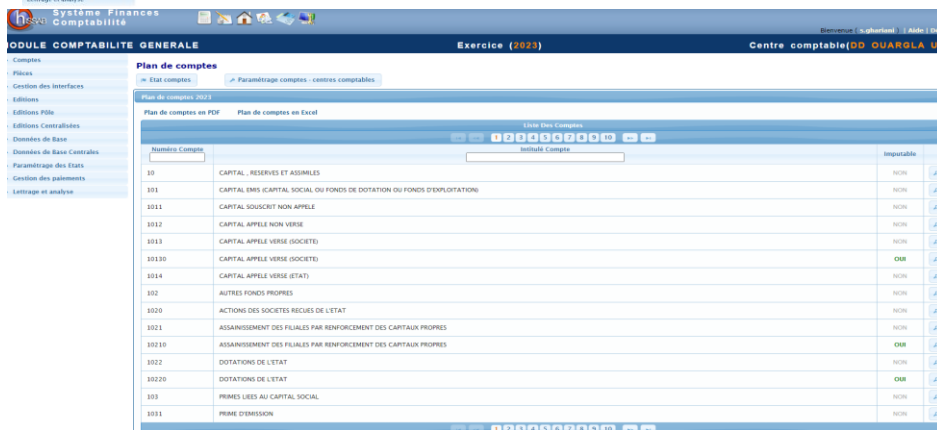 Lettrage et analyse
Système Finances
Comptabilité
Bienvenue ( s.ghariani ) | Aide | D
ODULE COMPTABILITE GENERALE Exercice (2023) Centre comptable(DD OUARGLA U
Comptes
Pièces
Gestion des interfaces
Editions
Editions Pôle
Editions Centralisées
Données de Base
Données de Base Centrales
Paramétrage des Etats
Gestion des paiements
Lettrage et analyse
Plan de comptes
Etat comptes Paramétrage comptes - centres comptables
Plan de comptes 2023
Plan de comptes en PDF Plan de comptes en Excel
Liste Des Comptes
1 2 3 4 5 6 7 8 9 10
Numéro Compte Intitulé Compte Imputable
10 CAPITAL , RESERVES ET ASSIMILES NON
101 CAPITAL EMIS (CAPITAL SOCIAL OU FONDS DE DOTATION OU FONDS D'EXPLOITATION) NON
1011 CAPITAL SOUSCRIT NON APPELE NON
1012 CAPITAL APPELE NON VERSE NON
1013 CAPITAL APPELE VERSE (SOCIETE) NON
10130 CAPITAL APPELE VERSE (SOCIETE) OUI
1014 CAPITAL APPELE VERSE (ETAT) NON
102 AUTRES FONDS PROPRES NON
1020 ACTIONS DES SOCIETES RECUES DE L'ETAT NON
1021 ASSAINISSEMENT DES FILIALES PAR RENFORCEMENT DES CAPITAUX PROPRES NON
10210 ASSAINISSEMENT DES FILIALES PAR RENFORCEMENT DES CAPITAUX PROPRES OUI
1022 DOTATIONS DE L'ETAT NON
10220 DOTATIONS DE L'ETAT OUI
103 PRIMES LIEES AU CAPITAL SOCIAL NON
1031 PRIME D'EMISSION NON
1 2 3 4 5 6 7 8 9 10